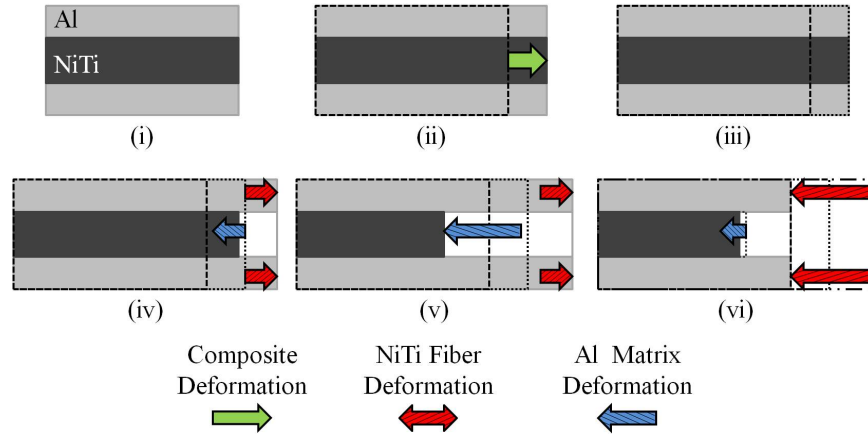 Al
NiTi
(i)
(ii)
(iii)
(iv)
(v)
(vi)
Composite
Deformation
NiTi Fiber
Deformation
Al Matrix
Deformation